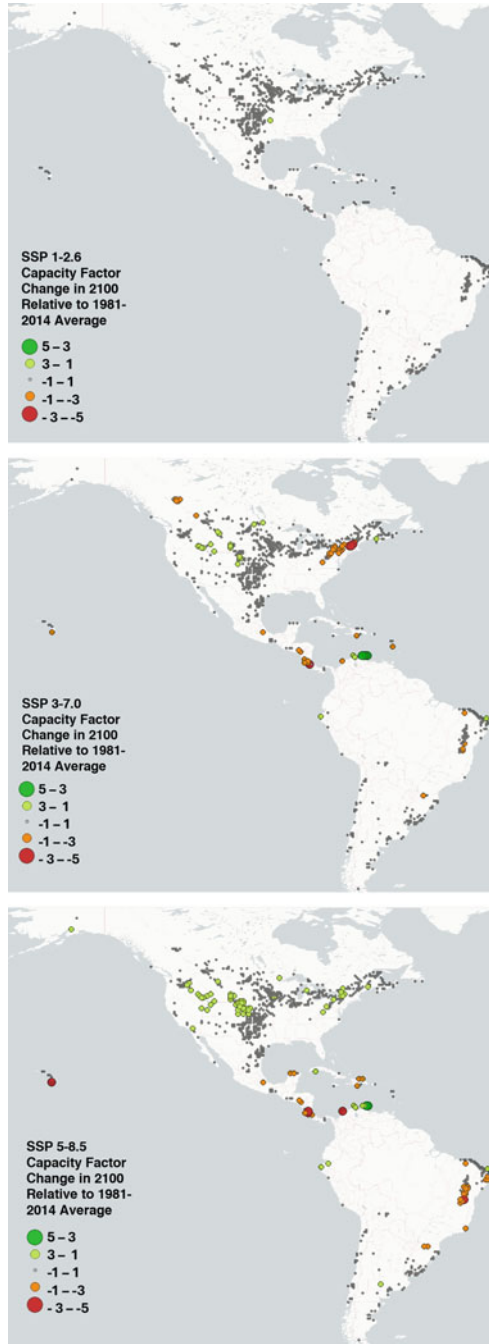 SSP 1-2.6
Capacity Factor
Change in 2100
Relative to 1981-
2014 Average
5 – 3
3 – 1
-1 – 1
-1 – -3
- 3 – -5
SSP 3-7.0
Capacity Factor
Change in 2100
Relative to 1981-
2014 Average
5 – 3
3 – 1
-1 – 1
-1 – -3
- 3 – -5
SSP 5-8.5
Capacity Factor
Change in 2100
Relative to 1981-
2014 Average
5 – 3
3 – 1
-1 – 1
-1 – -3
- 3 – -5